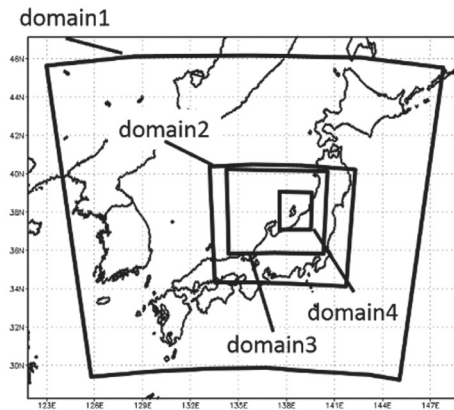 domain1
46N
44N
42N
domain2
40N
38N
36N
34N
domain4
32N
domain3
30N
123E 126E 129E 132E 135E 138E 141E 144E 147E